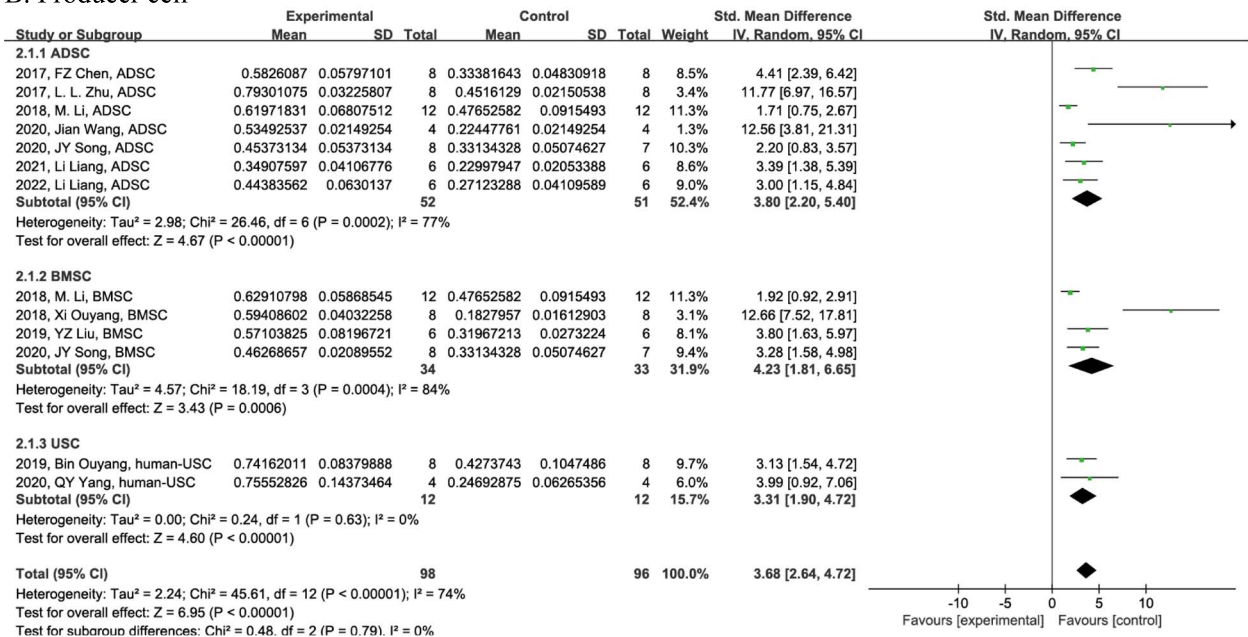 B. Producer cell
Experimental Control Std. Mean Difference Std. Mean Difference
Study or Subgroup Mean SD Total Mean SD Total Weight IV, Random, 95% CI IV, Random, 95% CI
2.1.1 ADSC
2017, FZ Chen, ADSC 0.5826087 0.05797101 8 0.33381643 0.04830918 8 8.5% 4.41 [2.39, 6.42]
2017, L. L. Zhu, ADSC 0.79301075 0.03225807 8 0.4516129 0.02150538 8 3.4% 11.77 [6.97, 16.57]
2018, M. Li, ADSC 0.61971831 0.06807512 12 0.47652582 0.0915493 12 11.3% 1.71 [0.75, 2.67]
2020, Jian Wang, ADSC 0.53492537 0.02149254 4 0.22447761 0.02149254 4 1.3% 12.56 [3.81, 21.31]
2020, JY Song, ADSC 0.45373134 0.05373134 8 0.33134328 0.05074627 7 10.3% 2.20 [0.83, 3.57]
2021, Li Liang, ADSC 0.34907597 0.04106776 6 0.22997947 0.02053388 6 8.6% 3.39 [1.38, 5.39]
2022, Li Liang, ADSC 0.44383562 0.0630137 6 0.27123288 0.04109589 6 9.0% 3.00 [1.15, 4.84]
Subtotal (95% CI) 52 51 52.4% 3.80 [2.20, 5.40]
Heterogeneity: Tau² = 2.98; Chi² = 26.46, df = 6 (P = 0.0002); I² = 77%
Test for overall effect: Z = 4.67 (P < 0.00001)
2.1.2 BMSC
2018, M. Li, BMSC 0.62910798 0.05868545 12 0.47652582 0.0915493 12 11.3% 1.92 [0.92, 2.91]
2018, Xi Ouyang, BMSC 0.59408602 0.04032258 8 0.1827957 0.01612903 8 3.1% 12.66 [7.52, 17.81]
2019, YZ Liu, BMSC 0.57103825 0.08196721 6 0.31967213 0.0273224 6 8.1% 3.80 [1.63, 5.97]
2020, JY Song, BMSC 0.46268657 0.02089552 8 0.33134328 0.05074627 7 9.4% 3.28 [1.58, 4.98]
Subtotal (95% CI) 34 33 31.9% 4.23 [1.81, 6.65]
Heterogeneity: Tau² = 4.57; Chi² = 18.19, df = 3 (P = 0.0004); I² = 84%
Test for overall effect: Z = 3.43 (P = 0.0006)
2.1.3 USC
2019, Bin Ouyang, human-USC 0.74162011 0.08379888 8 0.4273743 0.1047486 8 9.7% 3.13 [1.54, 4.72]
2020, QY Yang, human-USC 0.75552826 0.14373464 4 0.24692875 0.06265356 4 6.0% 3.99 [0.92, 7.06]
Subtotal (95% CI) 12 12 15.7% 3.31 [1.90, 4.72]
Heterogeneity: Tau² = 0.00; Chi² = 0.24, df = 1 (P = 0.63); I² = 0%
Test for overall effect: Z = 4.60 (P < 0.00001)
Total (95% CI) 98 96 100.0% 3.68 [2.64, 4.72]
Heterogeneity: Tau² = 2.24; Chi² = 45.61, df = 12 (P < 0.00001); I² = 74%
Test for overall effect: Z = 6.95 (P < 0.00001)
Test for subgroup differences: Chi² = 0.48, df = 2 (P = 0.79), I² = 0%
-10 -5 0 5 10
Favours [experimental] Favours [control]